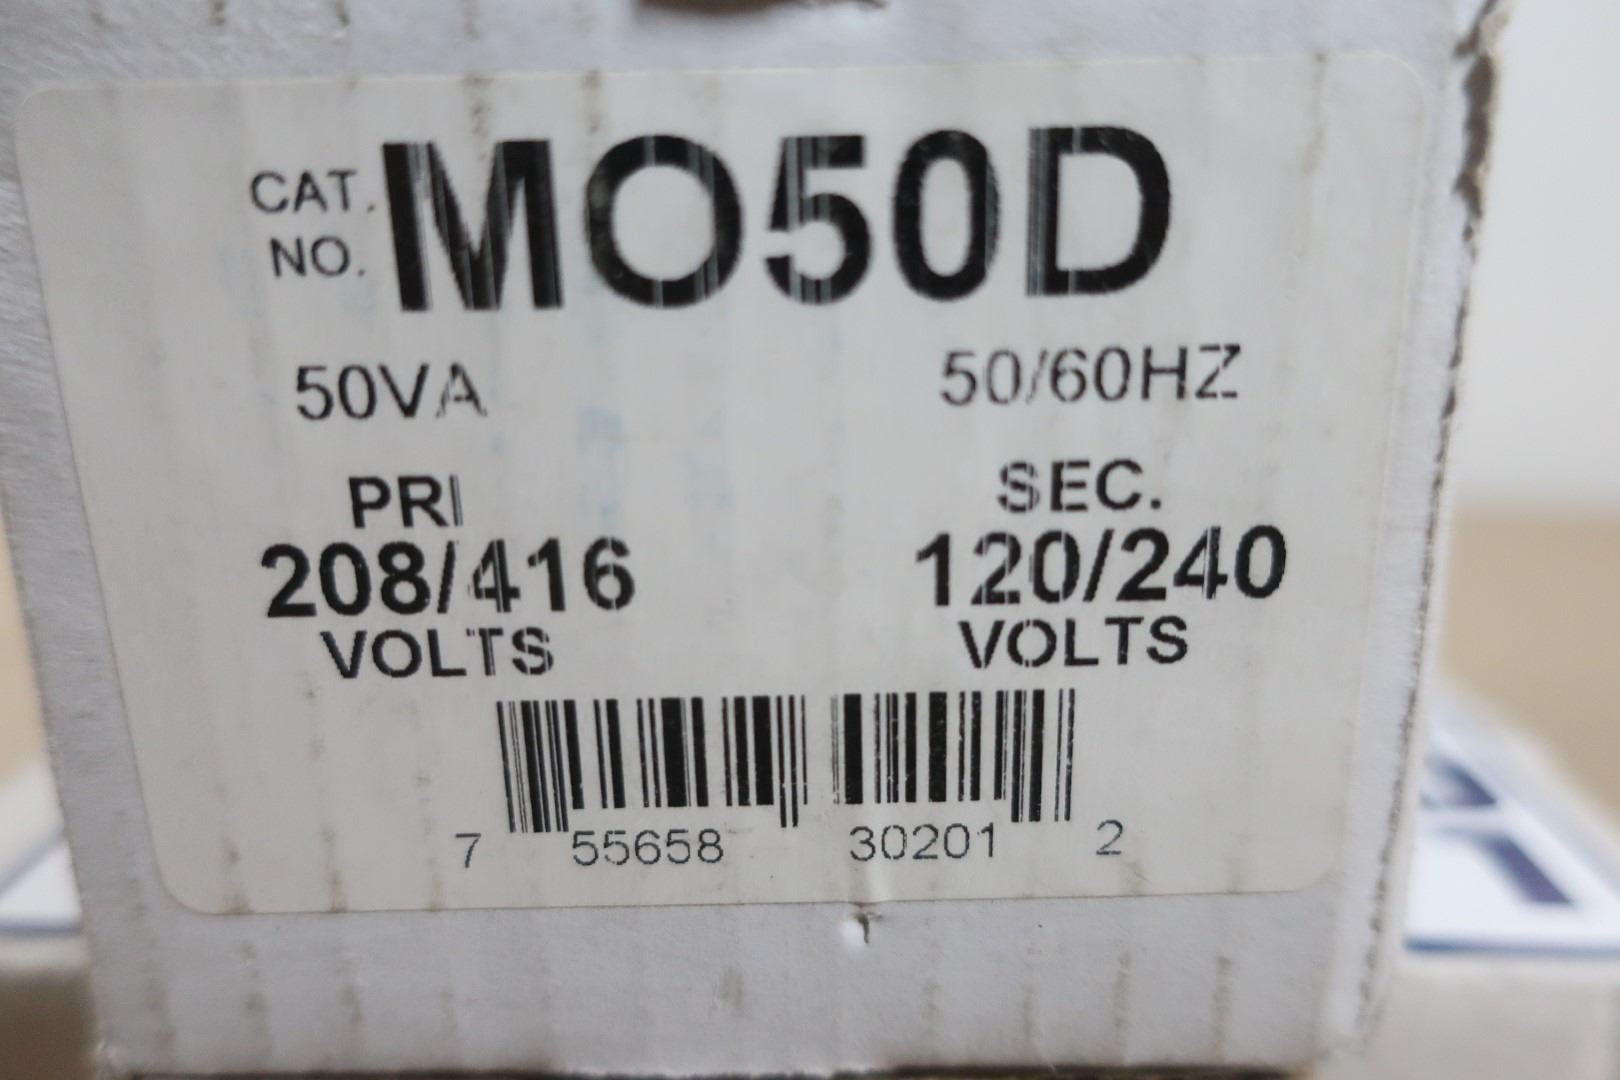 CAT. NO. MO50D
50VA 50/60HZ
PRI SEC.
208/416 120/240
VOLTS VOLTS
7 55658 30201 2